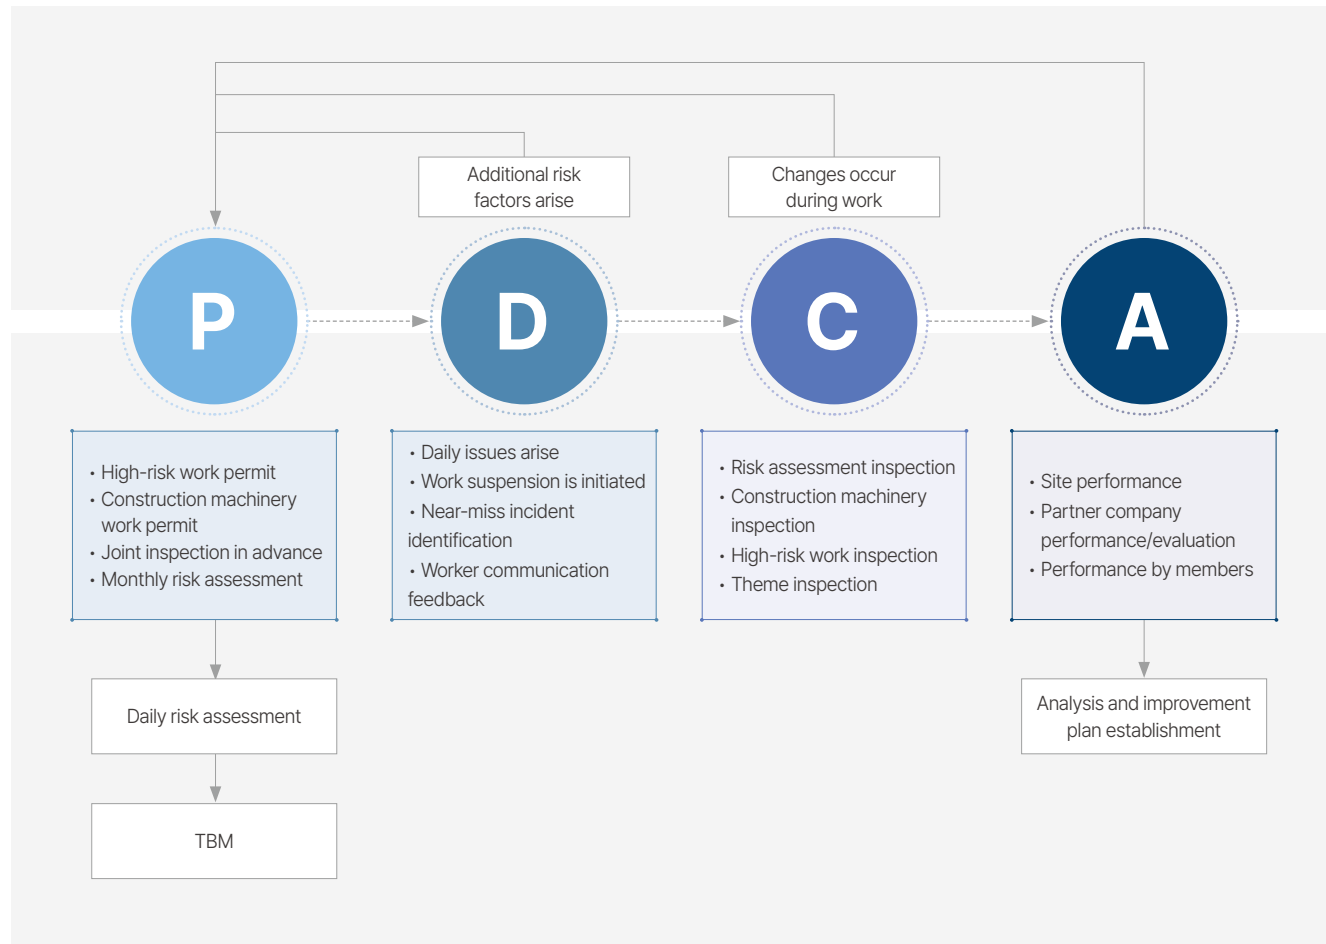 Additional risk
factors arise
Changes occur
during work
P
D
C
A
• High-risk work permit
• Construction machinery
work permit
• Joint inspection in advance
• Monthly risk assessment
• Daily issues arise
• Work suspension is initiated
• Near-miss incident
identification
• Worker communication
feedback
• Risk assessment inspection
• Construction machinery
inspection
• High-risk work inspection
• Theme inspection
• Site performance
• Partner company
performance/evaluation
• Performance by members
Daily risk assessment
TBM
Analysis and improvement
plan establishment